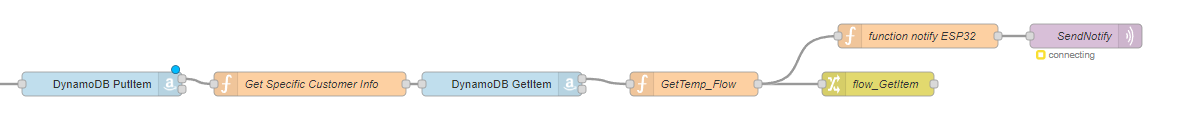 function notify ESP32
SendNotify
connecting
DynamoDB PutItem
Get Specific Customer Info
DynamoDB GetItem
GetTemp_Flow
flow_GetItem